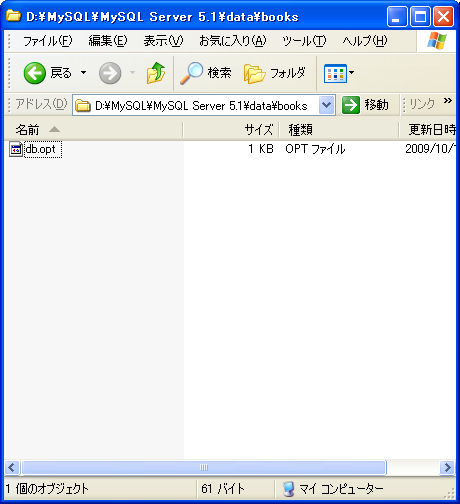 D:¥MySQL¥MySQL Server 5.1¥data¥books
ファイル(F) 編集(E) 表示(V) お気に入り(A) ツール(T) ヘルプ(H)
戻る 検索 フォルダ
アドレス(D) D:¥MySQL¥MySQL Server 5.1¥data¥books 移動 リンク »
名前 サイズ 種類 更新日時
db.opt 1 KB OPT ファイル 2009/10/
1 個のオブジェクト 61 バイト マイ コンピューター